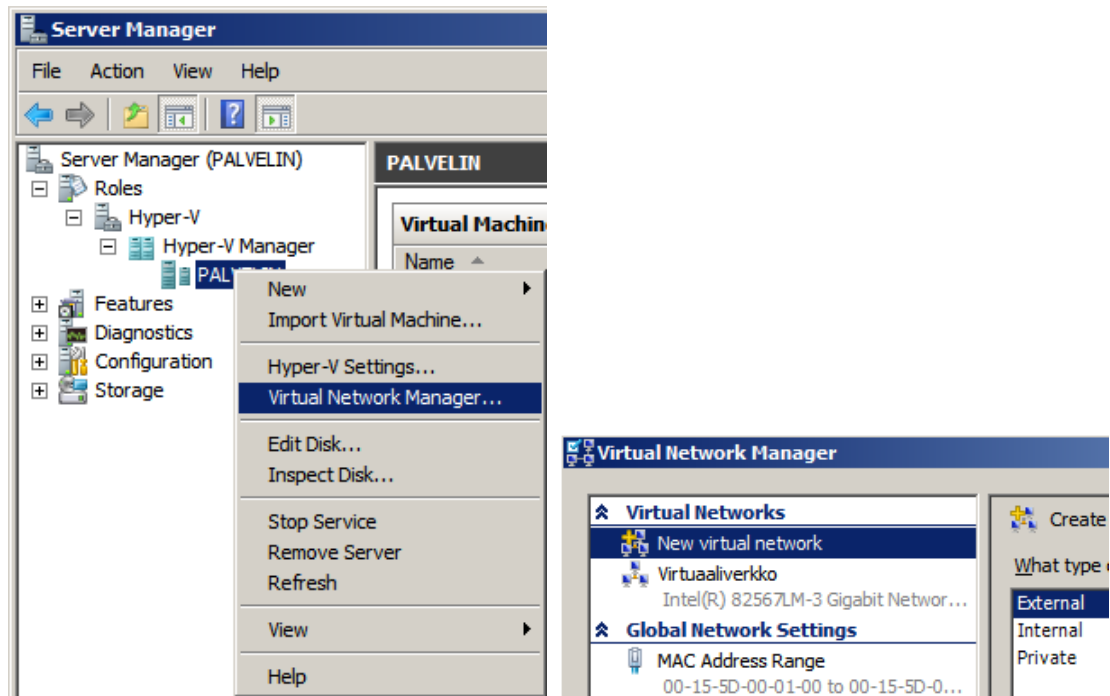 Server Manager
File Action View Help
Server Manager (PALVELIN)
Roles
Hyper-V
Hyper-V Manager
Features
Diagnostics
Configuration
Storage
PALVELIN
Virtual Machin
Name
New
Import Virtual Machine...
Hyper-V Settings...
Virtual Network Manager...
Edit Disk...
Inspect Disk...
Stop Service
Remove Server
Refresh
View
Help
Virtual Network Manager
Virtual Networks
New virtual network
Virtuaaliverkko
Intel(R) 82567LM-3 Gigabit Networ...
Global Network Settings
MAC Address Range
00-15-5D-00-01-00 to 00-15-5D-0...
Create
What type
External
Internal
Private